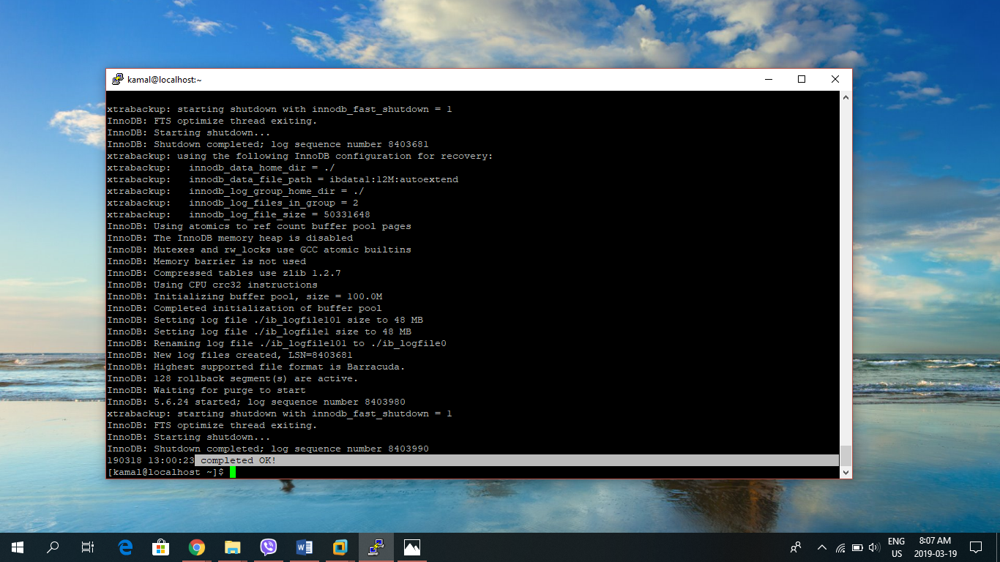 kamal@localhost:~
xtrabackup: starting shutdown with innodb_fast_shutdown = 1
InnoDB: FTS optimize thread exiting.
InnoDB: Starting shutdown...
InnoDB: Shutdown completed; log sequence number 8403681
xtrabackup: using the following InnoDB configuration for recovery:
xtrabackup:   innodb_data_home_dir = ./
xtrabackup:   innodb_data_file_path = ibdata1:12M:autoextend
xtrabackup:   innodb_log_group_home_dir = ./
xtrabackup:   innodb_log_files_in_group = 2
xtrabackup:   innodb_log_file_size = 50331648
InnoDB: Using atomics to ref count buffer pool pages
InnoDB: The InnoDB memory heap is disabled
InnoDB: Mutexes and rw_locks use GCC atomic builtins
InnoDB: Memory barrier is not used
InnoDB: Compressed tables use zlib 1.2.7
InnoDB: Using CPU crc32 instructions
InnoDB: Initializing buffer pool, size = 100.0M
InnoDB: Completed initialization of buffer pool
InnoDB: Setting log file ./ib_logfile101 size to 48 MB
InnoDB: Setting log file ./ib_logfile1 size to 48 MB
InnoDB: Renaming log file ./ib_logfile101 to ./ib_logfile0
InnoDB: New log files created, LSN=8403681
InnoDB: Highest supported file format is Barracuda.
InnoDB: 128 rollback segment(s) are active.
InnoDB: Waiting for purge to start
InnoDB: 5.6.24 started; log sequence number 8403980
xtrabackup: starting shutdown with innodb_fast_shutdown = 1
InnoDB: FTS optimize thread exiting.
InnoDB: Starting shutdown...
InnoDB: Shutdown completed; log sequence number 8403990
190318 13:00:23 completed OK!
[kamal@localhost ~]$
ENG
US
8:07 AM
2019-03-19